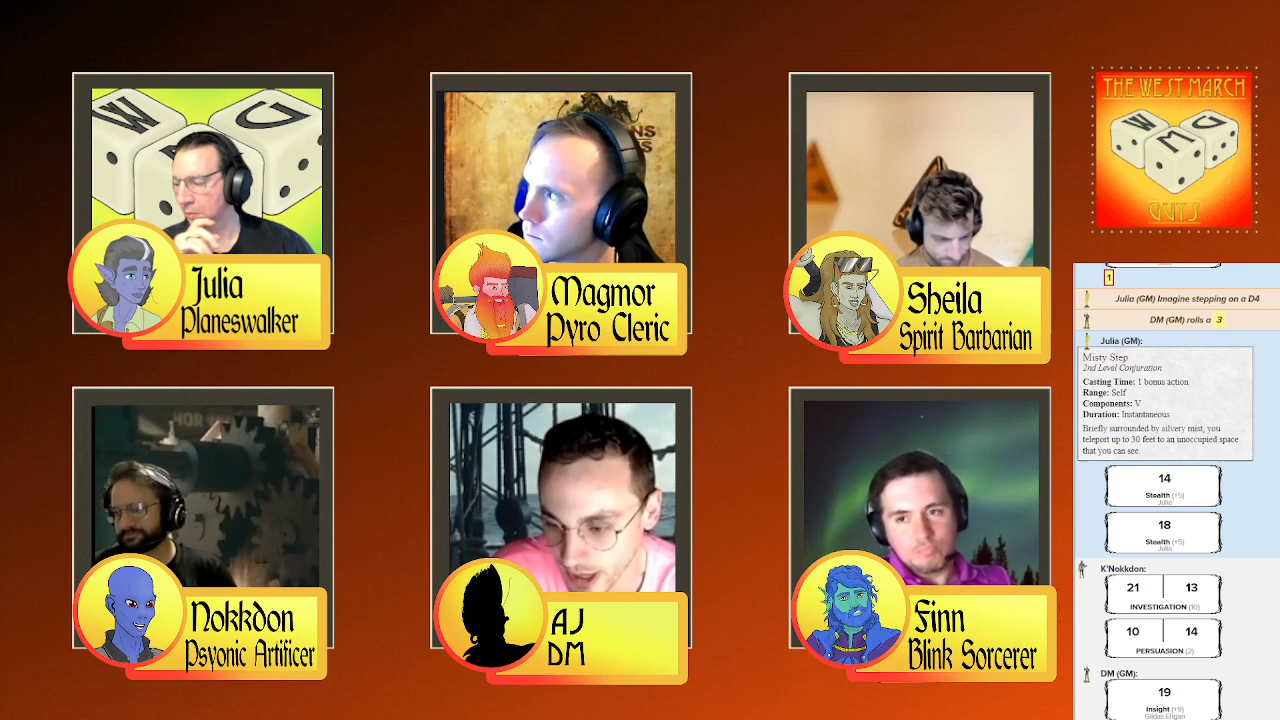 W
G
Julia
Planeswalker
Magmor
Pyro Cleric
Sheila
Spirit Barbarian
Nokkdon
Psyonic Artificer
AJ
DM
Finn
Blink Sorcerer
THE WEST MARCH
W
M
G
GUYS
1
Julia (GM) Imagine stepping on a D4
DM (GM) rolls a 3
Julia (GM):
Misty Step
2nd Level Conjuration
Casting Time: 1 bonus action
Range: Self
Components: V
Duration: Instantaneous
Briefly surrounded by silvery mist, you
teleport up to 30 feet to an unoccupied space
that you can see.
14
Stealth (+5)
Julia
18
Stealth (+5)
Julia
K'Nokkdon:
21 13
INVESTIGATION (10)
10 14
PERSUASION (2)
DM (GM):
19
Insight (+9)
Gildas Ehgan